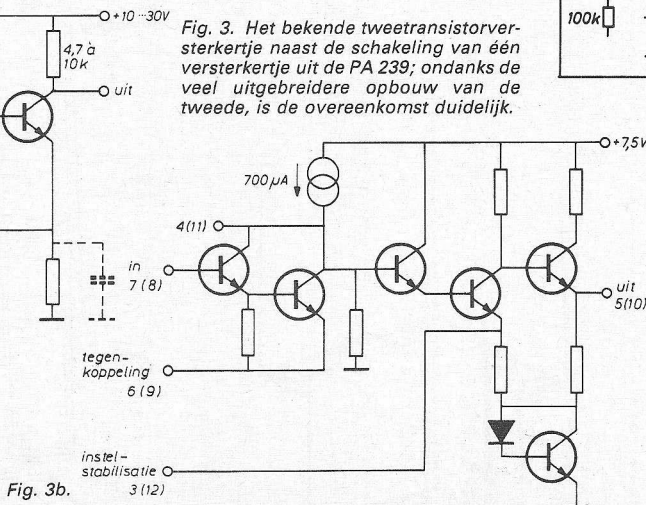 +10...30V
4,7 à
10k
uit
Fig. 3. Het bekende tweetransistorver-
sterkertje naast de schakeling van één
versterkertje uit de PA 239; ondanks de
veel uitgebreidere opbouw van de
tweede, is de overeenkomst duidelijk.
100k
+7,5V
700 µA
4(11)
in
7 (8)
uit
5(10)
tegen-
koppeling
6 (9)
instel-
stabilisatie
3 (12)
Fig. 3b.